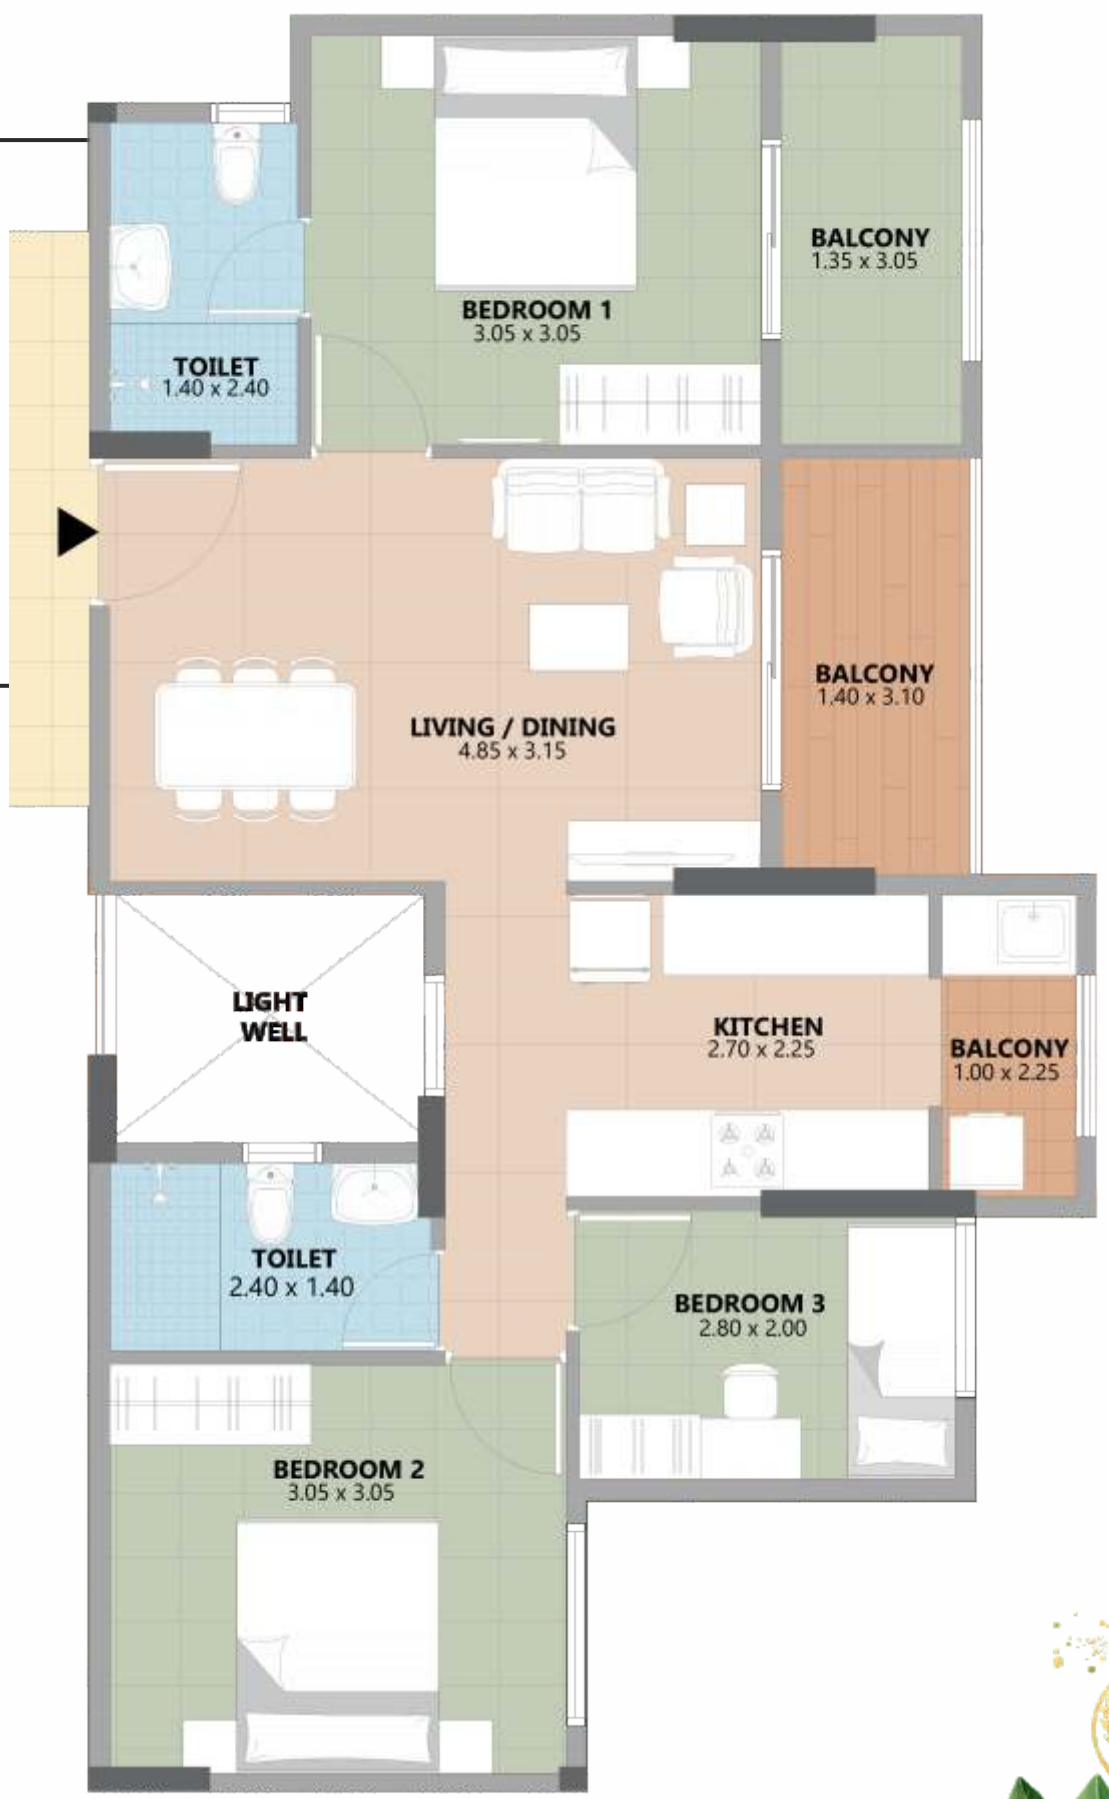 BALCONY
1.35 x 3.05
BEDROOM 1
3.05 x 3.05
TOILET
1.40 x 2.40
BALCONY
1.40 x 3.10
LIVING / DINING
4.85 x 3.15
LIGHT
WELL
KITCHEN
2.70 x 2.25
BALCONY
1.00 x 2.25
TOILET
2.40 x 1.40
BEDROOM 3
2.80 x 2.00
BEDROOM 2
3.05 x 3.05